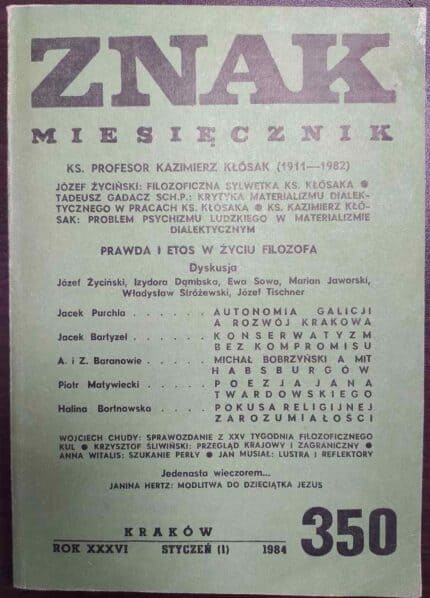 ZNAK
MIESIĘCZNIK
KS. PROFESOR KAZIMIERZ KŁÓSAK (1911—1982)
JÓZEF ŻYCIŃSKI: FILOZOFICZNA SYLWETKA KS. KŁÓSAKA ●
TADEUSZ GADACZ SCH.P.: KRYTYKA MATERIALIZMU DIALEK-
TYCZNEGO W PRACACH KS. KŁÓSAKA ● KS. KAZIMIERZ KŁÓ-
SAK: PROBLEM PSYCHIZMU LUDZKIEGO W MATERIALIZMIE
DIALEKTYCZNYM
PRAWDA I ETOS W ŻYCIU FILOZOFA
Dyskusja
Józef Życiński, Izydora Dąmbska, Ewa Sowa, Marian Jaworski,
Władysław Stróżewski, Józef Tischner
Jacek Purchla . . . . . . AUTONOMIA GALICJI
A ROZWÓJ KRAKOWA
Jacek Bartyzel . . . . . . KONSERWATYZM
BEZ KOMPROMISU
A. i Z. Baranowie . . . . . MICHAŁ BOBRZYŃSKI A MIT
HABSBURGÓW
Piotr Matywiecki . . . . . POEZJA JANA
TWARDOWSKIEGO
Halina Bortnowska . . . . . POKUSA RELIGIJNEJ
ZAROZUMIAŁOŚCI
WOJCIECH CHUDY: SPRAWOZDANIE Z XXV TYGODNIA FILOZOFICZNEGO
KUL ● KRZYSZTOF ŚLIWIŃSKI: PRZEGLĄD KRAJOWY I ZAGRANICZNY ●
ANNA WITALIS: SZUKANIE PERŁY ● JAN MUSIAŁ: LUSTRA I REFLEKTORY
Jedenasta wieczorem...
JANINA HERTZ: MODLITWA DO DZIECIĄTKA JEZUS
KRAKÓW
ROK XXXVI STYCZEŃ (I) 1984 350